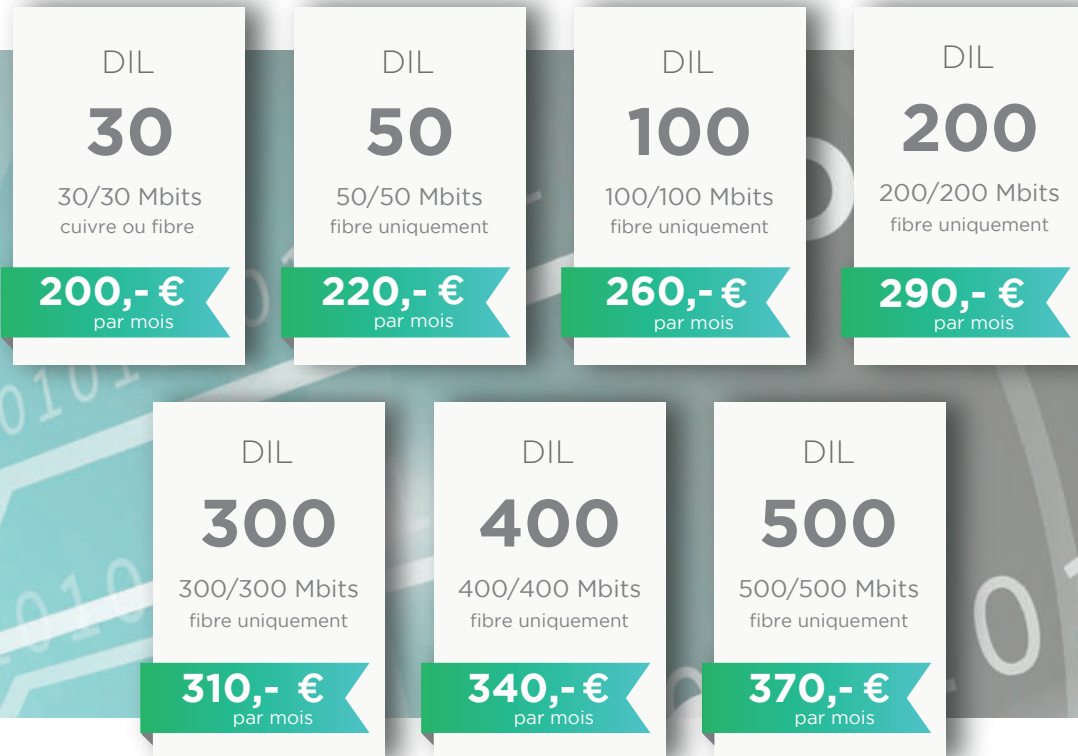 DIL
30
30/30 Mbits
cuivre ou fibre
200,- €
par mois
DIL
50
50/50 Mbits
fibre uniquement
220,- €
par mois
DIL
100
100/100 Mbits
fibre uniquement
260,- €
par mois
DIL
200
200/200 Mbits
fibre uniquement
290,- €
par mois
DIL
300
300/300 Mbits
fibre uniquement
310,- €
par mois
DIL
400
400/400 Mbits
fibre uniquement
340,- €
par mois
DIL
500
500/500 Mbits
fibre uniquement
370,- €
par mois